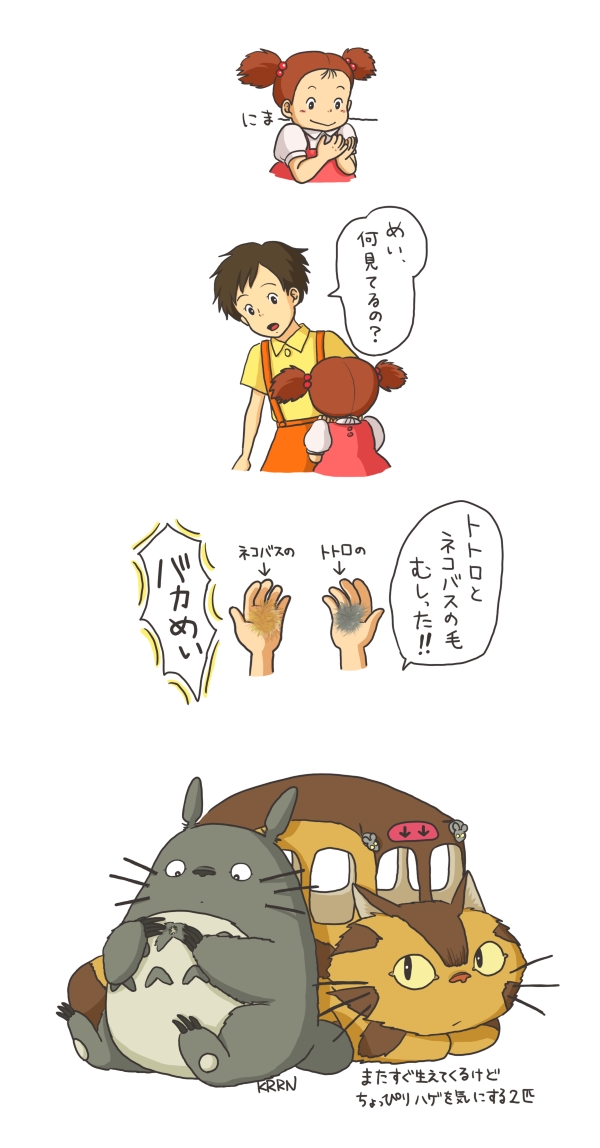 にまー
めい、
何見てるの？
トトロと
ネコバスの毛
むしった!!
トトロの
ネコバスの
バカめい
KRRN
またすぐ生えてくるけど
ちょっぴりハゲを気にする2匹